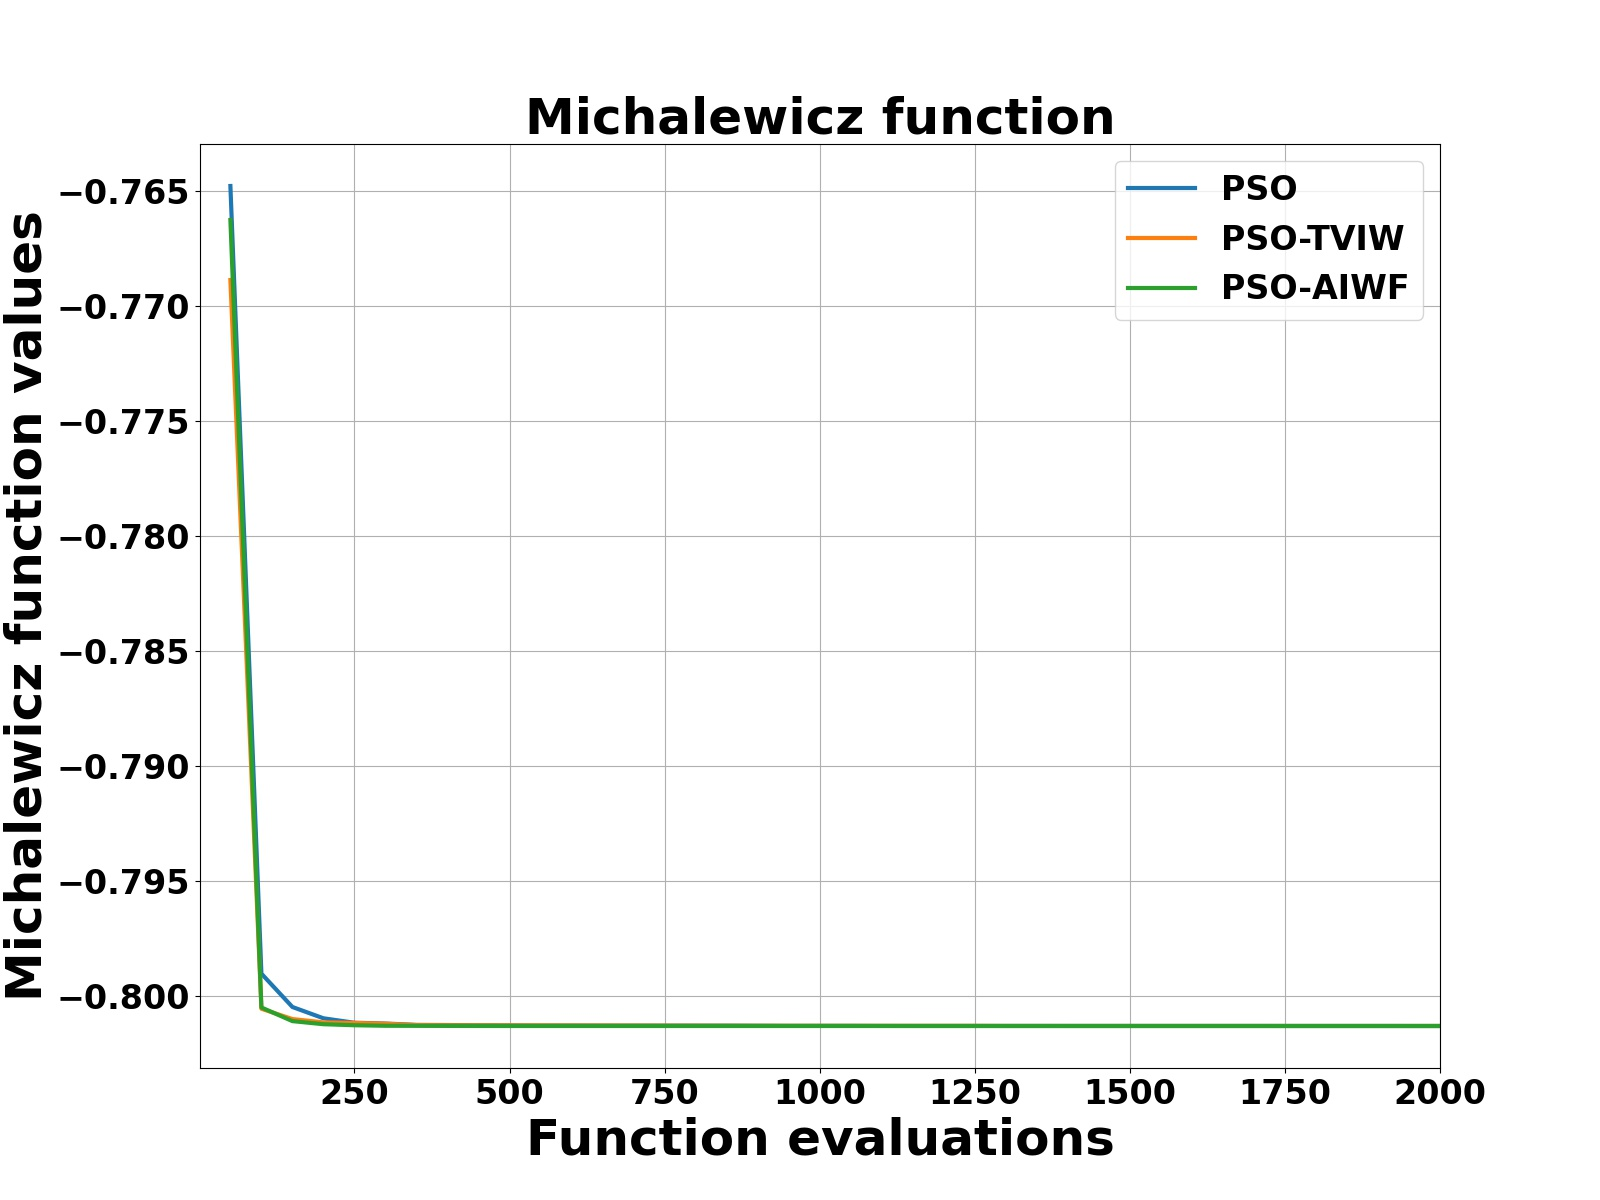 Michalewicz function
PSO
PSO-TVIW
PSO-AIWF
Michalewicz function values
−0.765
−0.770
−0.775
−0.780
−0.785
−0.790
−0.795
−0.800
250 500 750 1000 1250 1500 1750 2000
Function evaluations